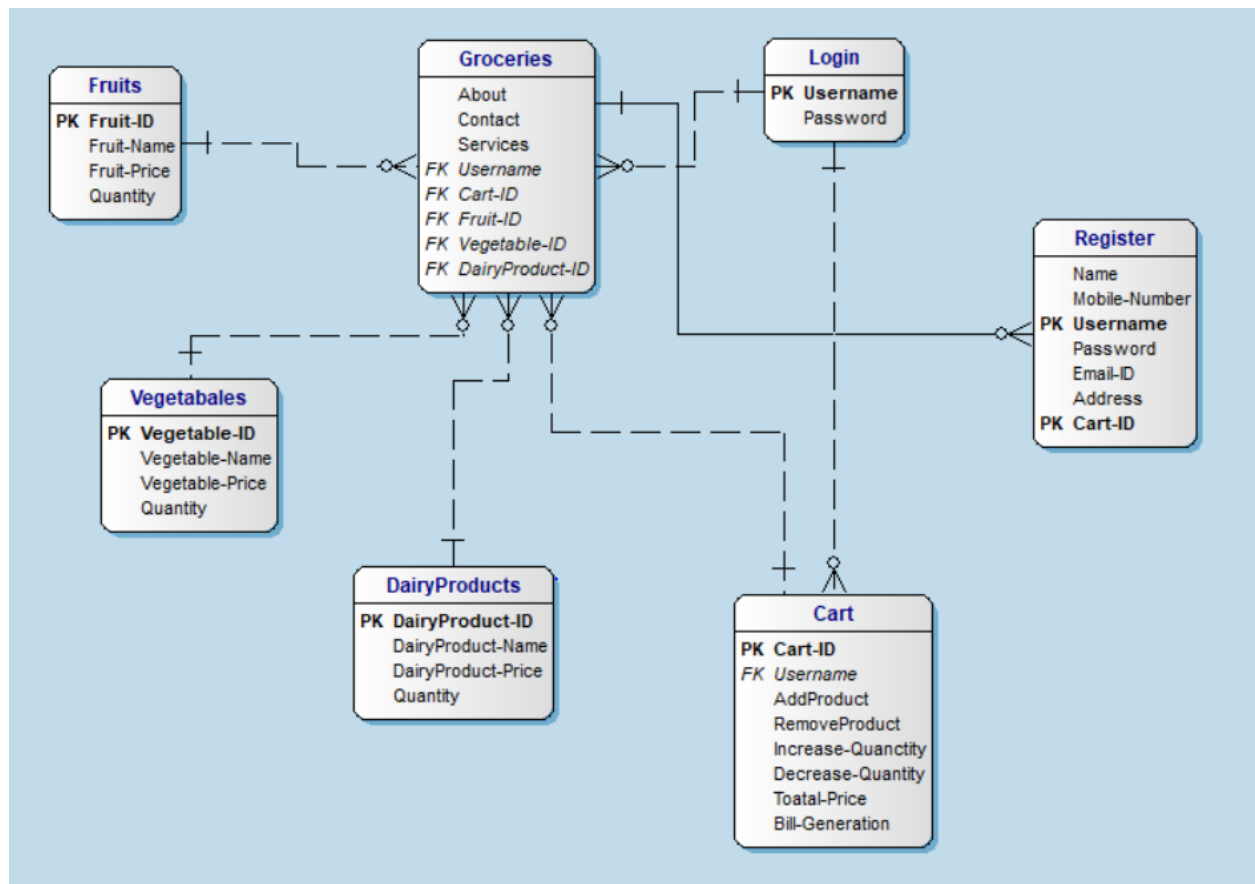 Fruits
PK Fruit-ID
Fruit-Name
Fruit-Price
Quantity
Groceries
About
Contact
Services
FK Username
FK Cart-ID
FK Fruit-ID
FK Vegetable-ID
FK DairyProduct-ID
Login
PK Username
Password
Register
Name
Mobile-Number
PK Username
Password
Email-ID
Address
PK Cart-ID
Vegetabales
PK Vegetable-ID
Vegetable-Name
Vegetable-Price
Quantity
DairyProducts
PK DairyProduct-ID
DairyProduct-Name
DairyProduct-Price
Quantity
Cart
PK Cart-ID
FK Username
AddProduct
RemoveProduct
Increase-Quanctity
Decrease-Quantity
Toatal-Price
Bill-Generation